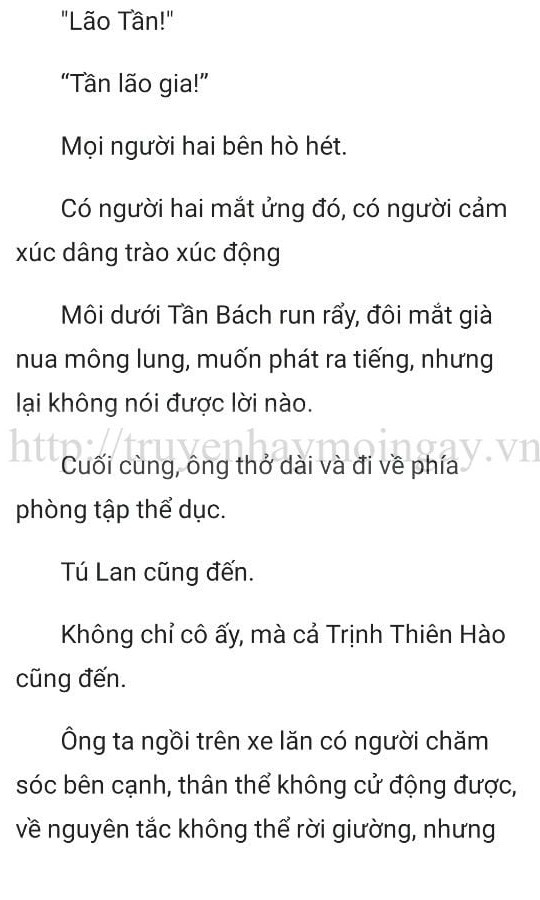 "Lão Tần!"
“Tần lão gia!”
Mọi người hai bên hò hét.
Có người hai mắt ửng đó, có người cảm
xúc dâng trào xúc động
Môi dưới Tần Bách run rẩy, đôi mắt già
nua mông lung, muốn phát ra tiếng, nhưng
lại không nói được lời nào.
http://truyenhaymoingay.vn
Cuối cùng, ông thở dài và đi về phía
phòng tập thể dục.
Tú Lan cũng đến.
Không chỉ cô ấy, mà cả Trịnh Thiên Hào
cũng đến.
Ông ta ngồi trên xe lăn có người chăm
sóc bên cạnh, thân thể không cử động được,
về nguyên tắc không thể rời giường, nhưng